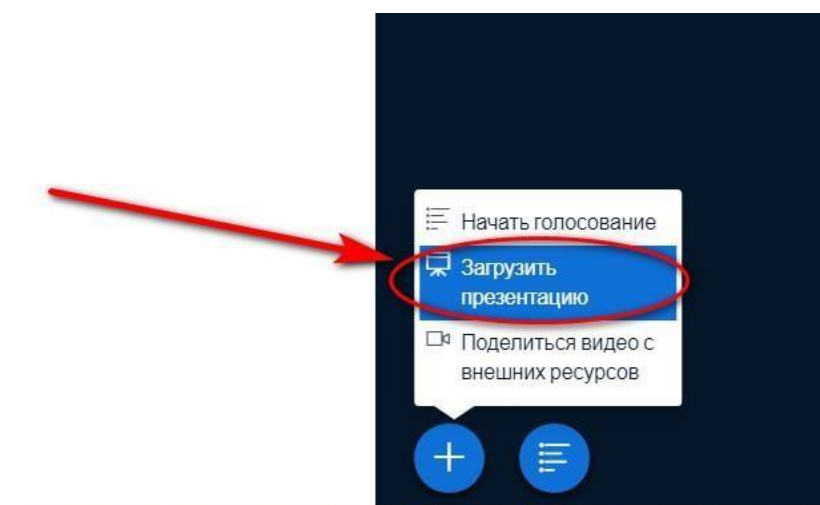 Начать голосование
Загрузить
презентацию
Поделиться видео с
внешних ресурсов